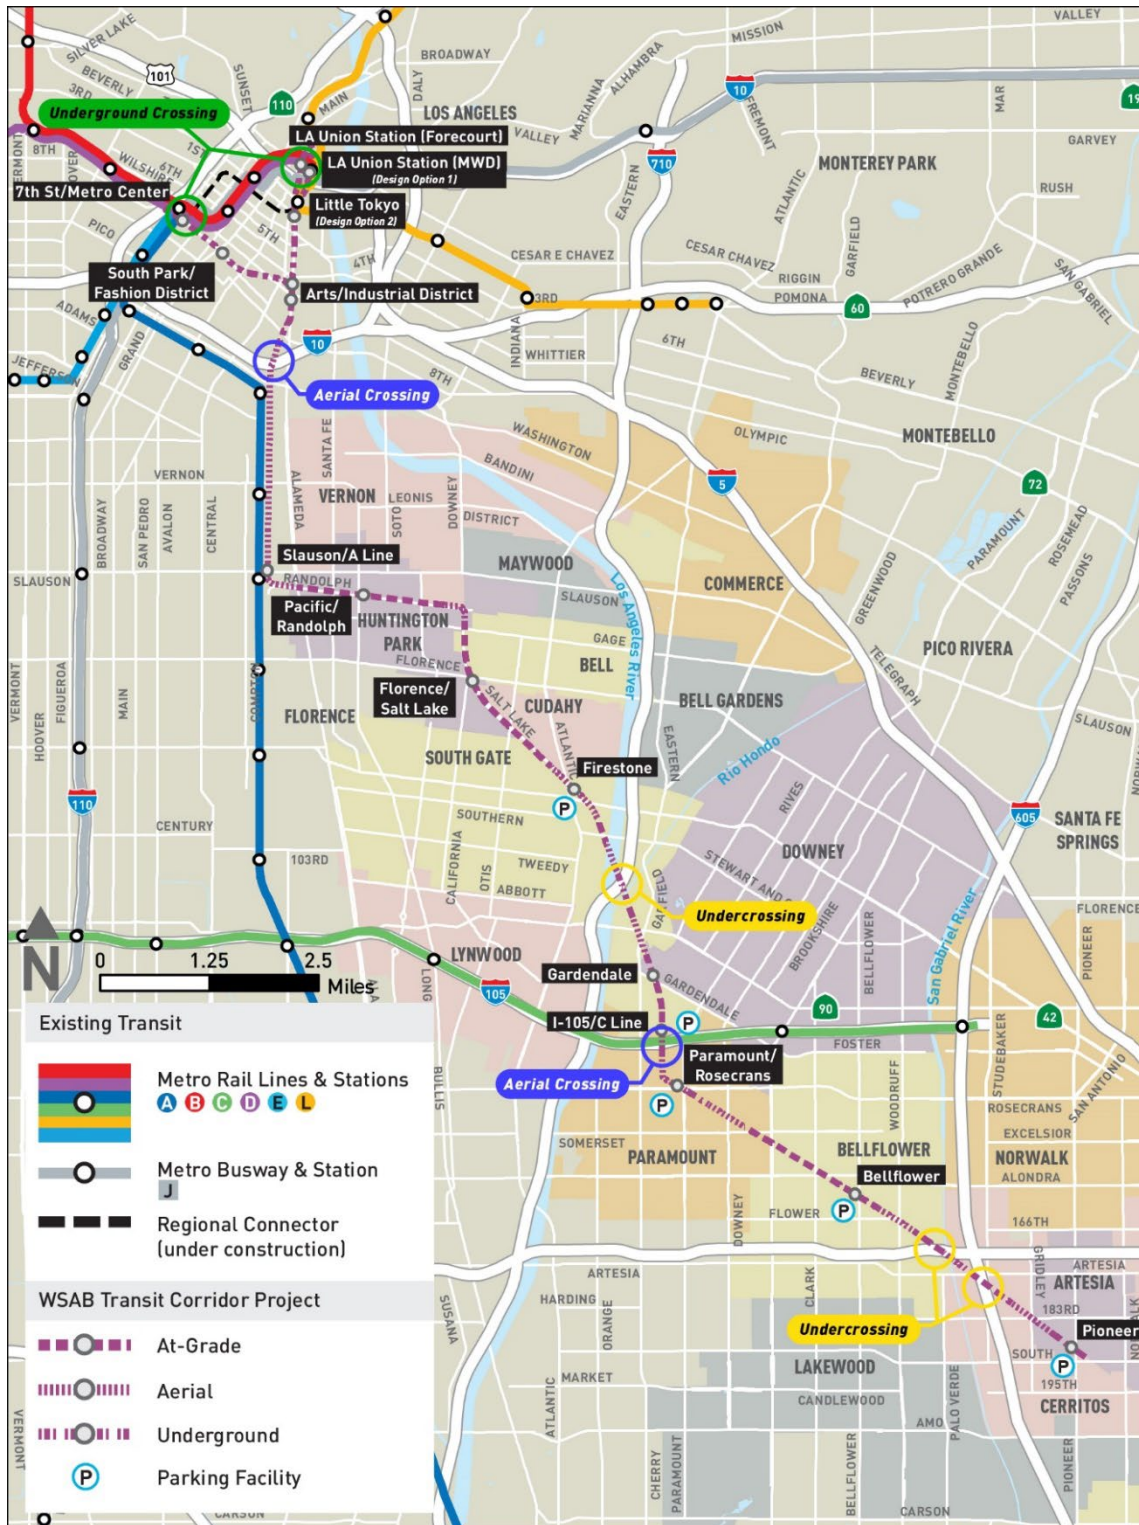 SILVER LAKE
BEVERLY
3RD
101
SUNSET
110
MAIN
BROADWAY
DALY
MARIANNA
ALHAMBRA
MISSION
VALLEY
Underground Crossing
LOS ANGELES
VALLEY
10
FREMONT
MAR
19
VERMONT
8TH
HOOVER
WILSHIRE
6TH
1ST
LA Union Station (Forecourt)
LA Union Station (MWD)
(Design Option 1)
710
EASTERN
MONTEREY PARK
GARVEY
ATLANTIC
RUSH
7th St/Metro Center
Little Tokyo
(Design Option 2)
PICO
5TH
4TH
CESAR E CHAVEZ
CESAR CHAVEZ
GARFIELD
RIGGIN
POMONA
POTRERO GRANDE
SAN GABRIEL
South Park/
Fashion District
Arts/Industrial District
3RD
60
ADAMS
JEFFERSON
GRAND
10
INDIANA
WHITTIER
6TH
8TH
BEVERLY
MONTEBELLO
Aerial Crossing
WASHINGTON
OLYMPIC
MONTEBELLO
SANTA FE
BANDINI
5
72
VERNON
ALAMEDA
VERNON
LEONIS
SOTO
DOWNEY
DISTRICT
BROADWAY
SAN PEDRO
AVALON
CENTRAL
PARAMOUNT
ROSEMEAD
PASSONS
Slauson/A Line
MAYWOOD
COMMERCE
GREENWOOD
SLAUSON
RANDOLPH
SLAUSON
Los Angeles River
Pacific/
Randolph
HUNTINGTON
PARK
GAGE
BELL
PICO RIVERA
TELEGRAPH
FLORENCE
VERMONT
HOOVER
FIGUEROA
MAIN
COMPTON
FLORENCE
Florence/
Salt Lake
SALT LAKE
CUDAHY
ATLANTIC
BELL GARDENS
EASTERN
SLAUSON
SOUTH GATE
Firestone
Rio Hondo
P
RIVES
110
605
CENTURY
SOUTHERN
103RD
CALIFORNIA
OTIS
TWEEDY
ABBOTT
DOWNEY
SANTA FE
SPRINGS
GARFIELD
BROOKSHIRE
Undercrossing
BELLFLOWER
San Gabriel River
FLORENCE
PIONEER
N
0
1.25
2.5
Miles
LYNWOOD
105
Gardendale
GARDENDALE
90
42
I-105/C Line
P
FOSTER
STUDEBAKER
Paramount/
Rosecrans
Aerial Crossing
P
BULLIS
WOODRUFF
ROSECRANS
SAN ANTONIO
EXCELSIOR
SOMERSET
PARAMOUNT
BELLFLOWER
NORWALK
ALONDRA
Bellflower
P
DOWNEY
FLOWER
166TH
ARTESIA
CLARK
GRIDLEY
ARTESIA
ARTESIA
HARDING
ORANGE
183RD
SUSANA
Undercrossing
Pioneer
SOUTH
P
195TH
LAKEWOOD
MARKET
CANDLEWOOD
CERRITOS
ATLANTIC
AMO
PALO VERDE
CHERRY
PARAMOUNT
BELLFLOWER
PIONEER
CARSON
CARSON
VERMONT
Existing Transit
Metro Rail Lines & Stations
A B C D E L
Metro Busway & Station
J
Regional Connector
(under construction)
WSAB Transit Corridor Project
At-Grade
Aerial
Underground
P Parking Facility